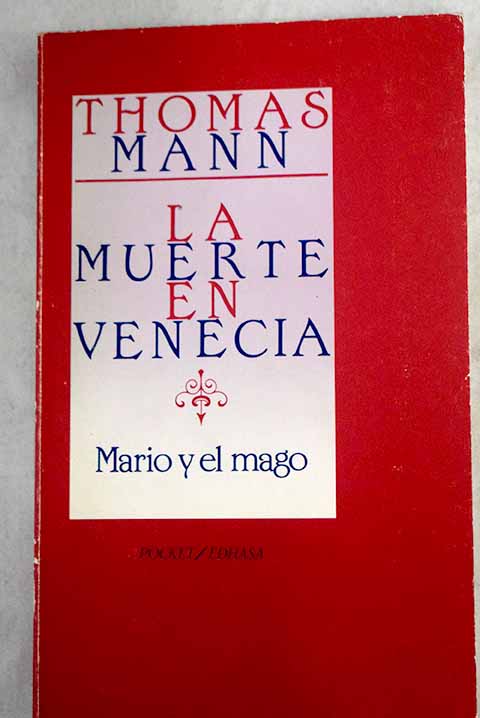 THOMAS
MANN
LA
MUERTE
EN
VENECIA
Mario y el mago
POCKET/EDHASA